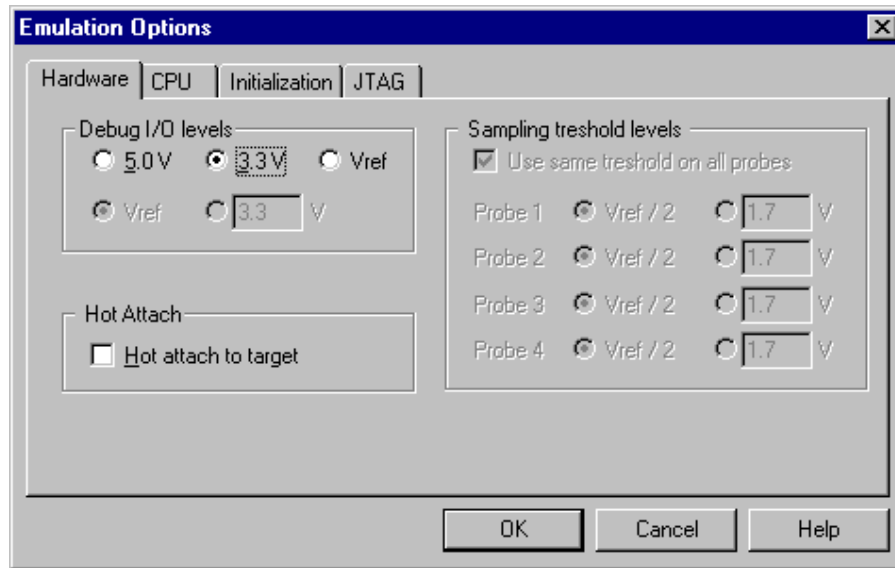 Emulation Options
Hardware CPU Initialization JTAG
Debug I/O levels
5.0 V 3.3 V Vref
Vref 3.3 V
Hot Attach
Hot attach to target
Sampling treshold levels
Use same treshold on all probes
Probe 1 Vref / 2 1.7 V
Probe 2 Vref / 2 1.7 V
Probe 3 Vref / 2 1.7 V
Probe 4 Vref / 2 1.7 V
OK Cancel Help